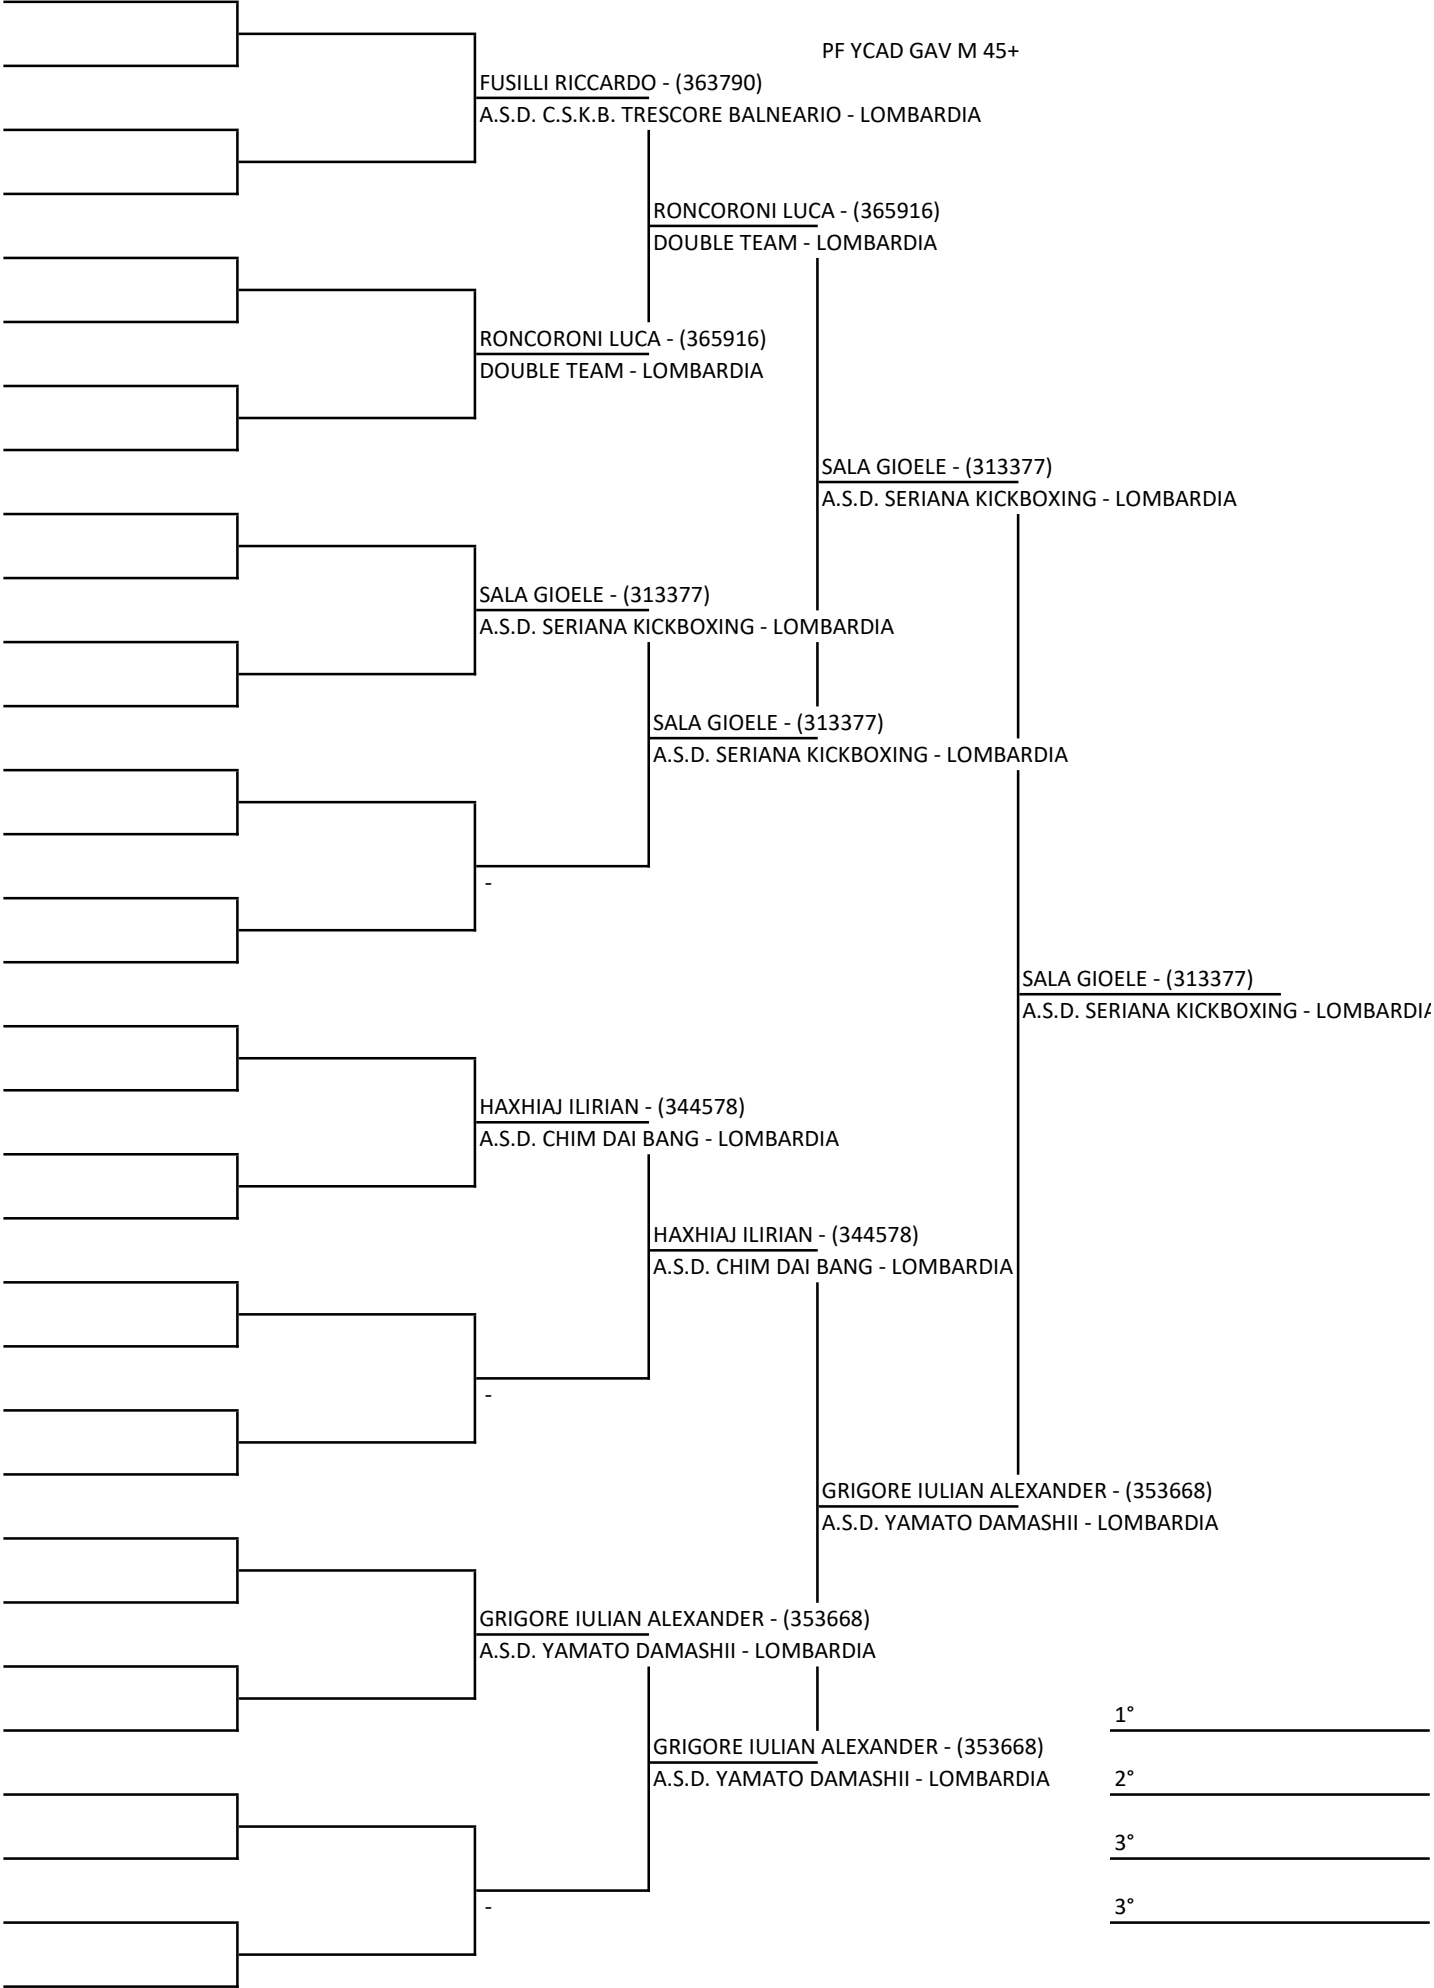 PF YCAD GAV M 45+
FUSILLI RICCARDO - (363790)
A.S.D. C.S.K.B. TRESCORE BALNEARIO - LOMBARDIA
RONCORONI LUCA - (365916)
DOUBLE TEAM - LOMBARDIA
RONCORONI LUCA - (365916)
DOUBLE TEAM - LOMBARDIA
SALA GIOELE - (313377)
A.S.D. SERIANA KICKBOXING - LOMBARDIA
SALA GIOELE - (313377)
A.S.D. SERIANA KICKBOXING - LOMBARDIA
SALA GIOELE - (313377)
A.S.D. SERIANA KICKBOXING - LOMBARDIA
-
SALA GIOELE - (313377)
A.S.D. SERIANA KICKBOXING - LOMBARDIA
HAXHIAJ ILIRIAN - (344578)
A.S.D. CHIM DAI BANG - LOMBARDIA
HAXHIAJ ILIRIAN - (344578)
A.S.D. CHIM DAI BANG - LOMBARDIA
-
GRIGORE IULIAN ALEXANDER - (353668)
A.S.D. YAMATO DAMASHII - LOMBARDIA
GRIGORE IULIAN ALEXANDER - (353668)
A.S.D. YAMATO DAMASHII - LOMBARDIA
1°
GRIGORE IULIAN ALEXANDER - (353668)
A.S.D. YAMATO DAMASHII - LOMBARDIA
2°
3°
-
3°